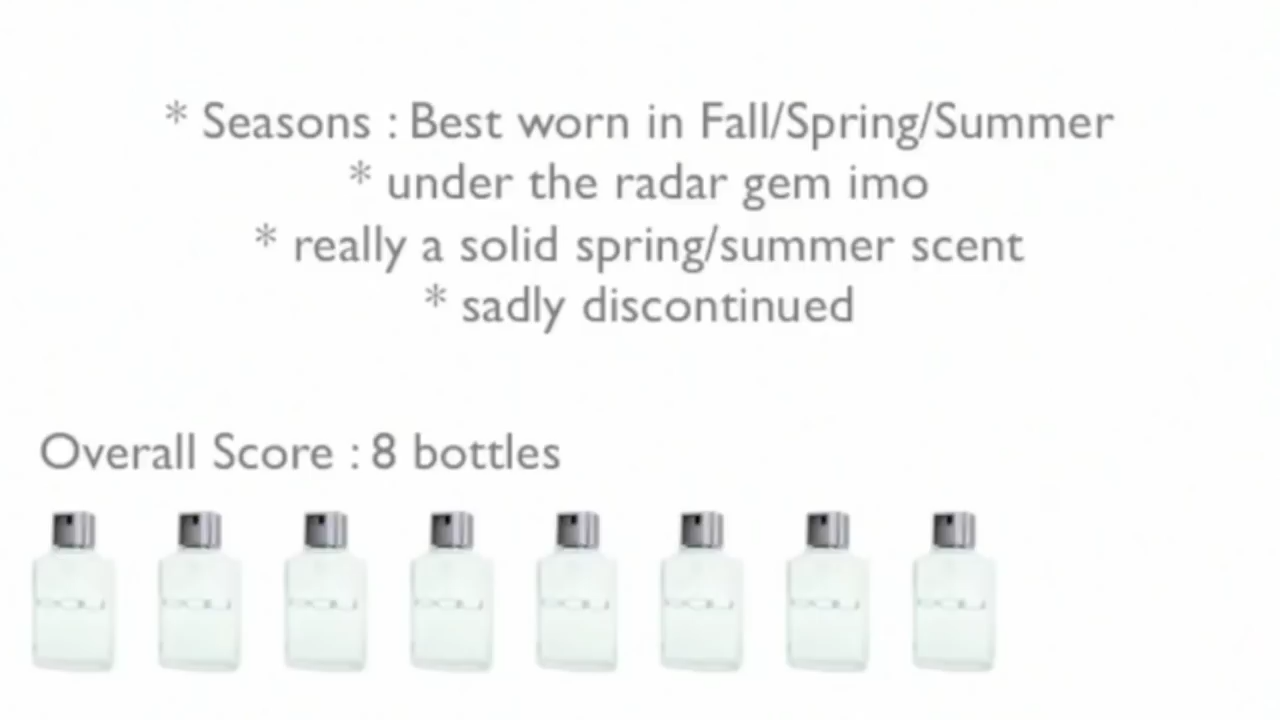 * Seasons : Best worn in Fall/Spring/Summer
* under the radar gem imo
* really a solid spring/summer scent
* sadly discontinued
Overall Score : 8 bottles